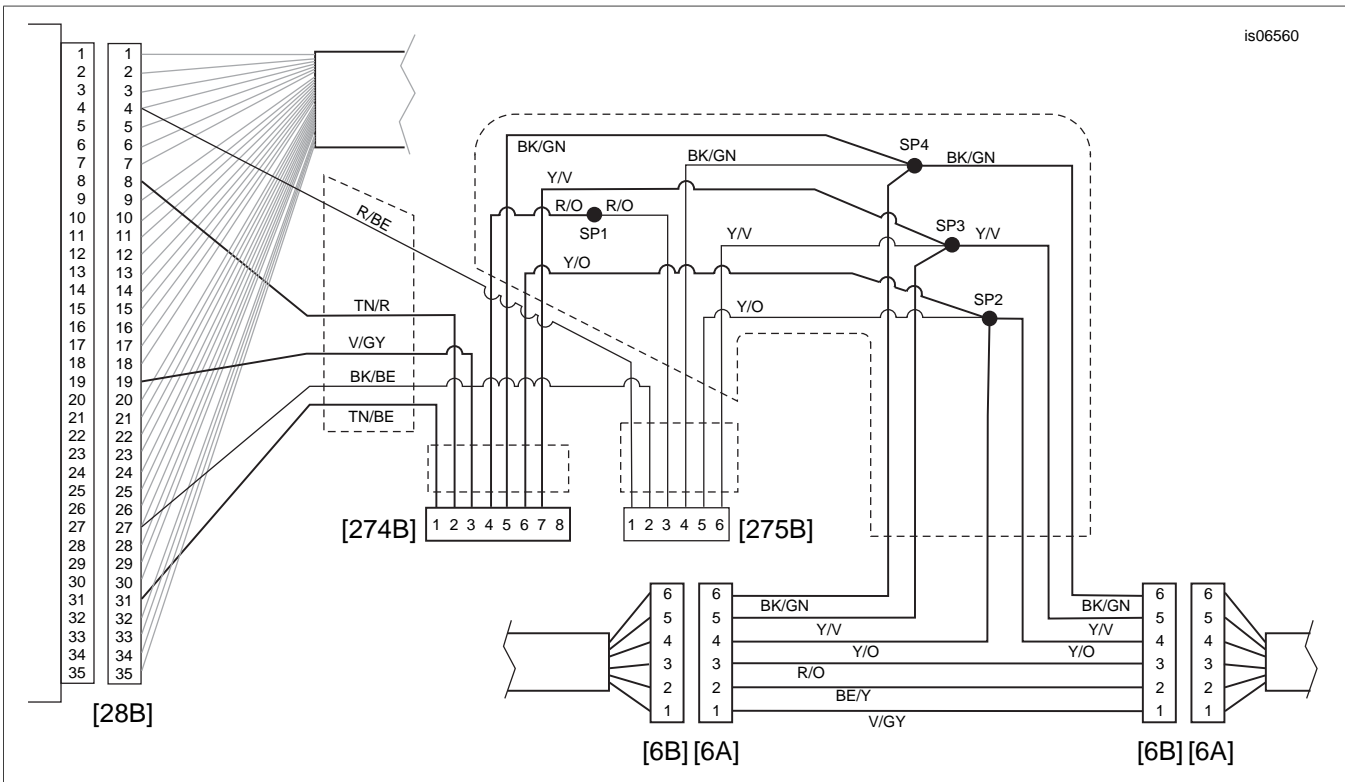 is06560
1 1
2 2
3 3
4 4
5 5
6 6
7 7
8 8
9 9
10 10
11 11
12 12
13 13
14 14
15 15
16 16
17 17
18 18
19 19
20 20
21 21
22 22
23 23
24 24
25 25
26 26
27 27
28 28
29 29
30 30
31 31
32 32
33 33
34 34
35 35
[28B]
R/BE
TN/R
V/GY
BK/BE
TN/BE
BK/GN
BK/GN
SP4
BK/GN
Y/V
R/O
R/O
SP1
Y/V
SP3
Y/V
Y/O
Y/O
SP2
[274B]
1 2 3 4 5 6 7 8
1 2 3 4 5 6
[275B]
6 6
5 5
4 4
3 3
2 2
1 1
[6B] [6A]
BK/GN
Y/V
Y/O
R/O
BE/Y
V/GY
BK/GN
Y/V
Y/O
6 6
5 5
4 4
3 3
2 2
1 1
[6B] [6A]